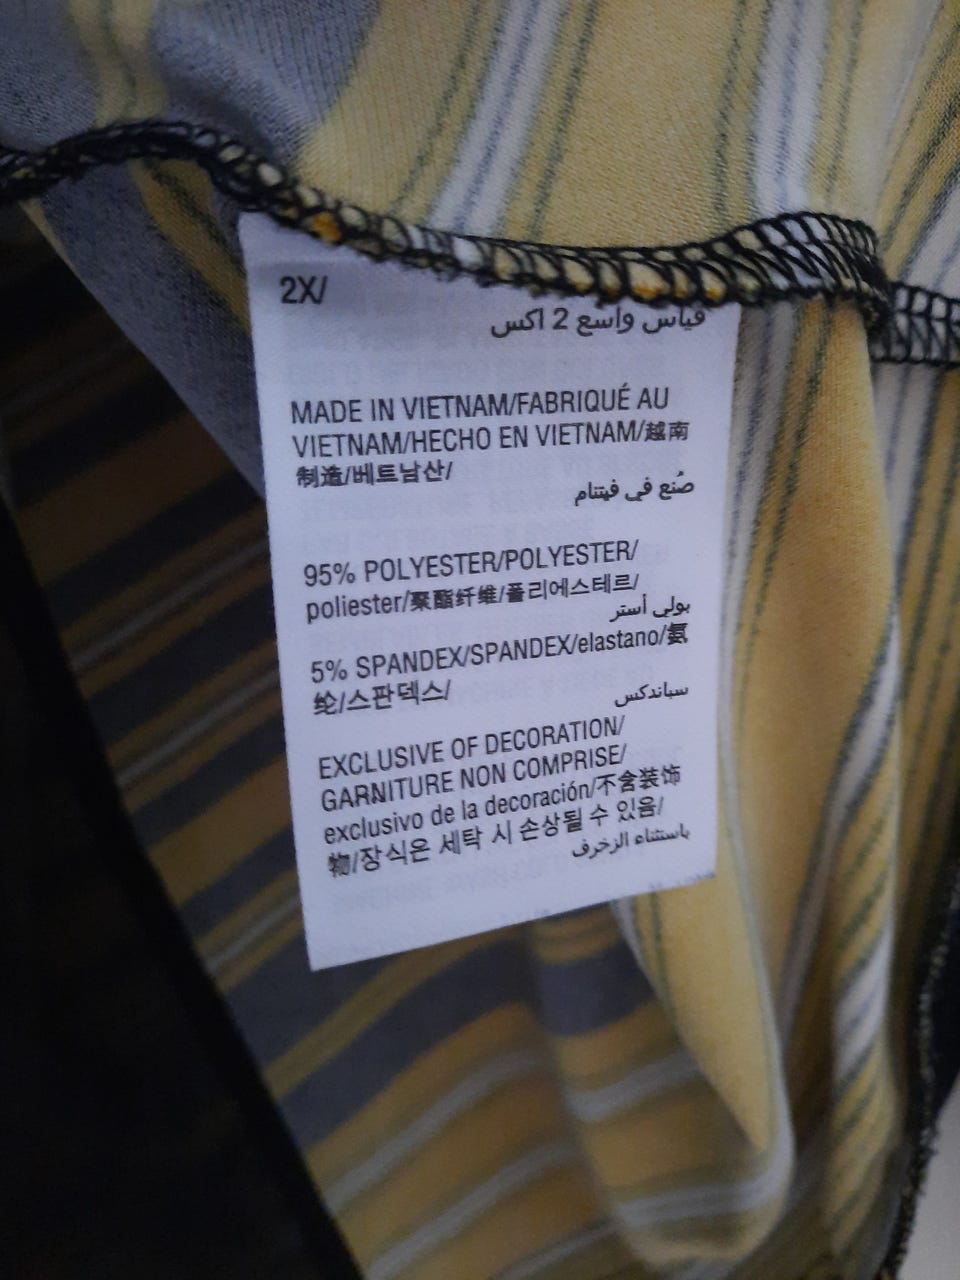 2X/
قياس واسع 2 اكس
MADE IN VIETNAM/FABRIQUÉ AU
VIETNAM/HECHO EN VIETNAM/越南
制造/베트남산/
صُنع في فيتنام
95% POLYESTER/POLYESTER/
poliester/聚酯纤维/폴리에스테르/
بولي أستر
5% SPANDEX/SPANDEX/elastano/氨
纶/스판덱스/
سباندكس
EXCLUSIVE OF DECORATION/
GARNITURE NON COMPRISE/
exclusivo de la decoración/不含装饰
物/장식은 세탁 시 손상될 수 있음/
باستثناء الزخرف